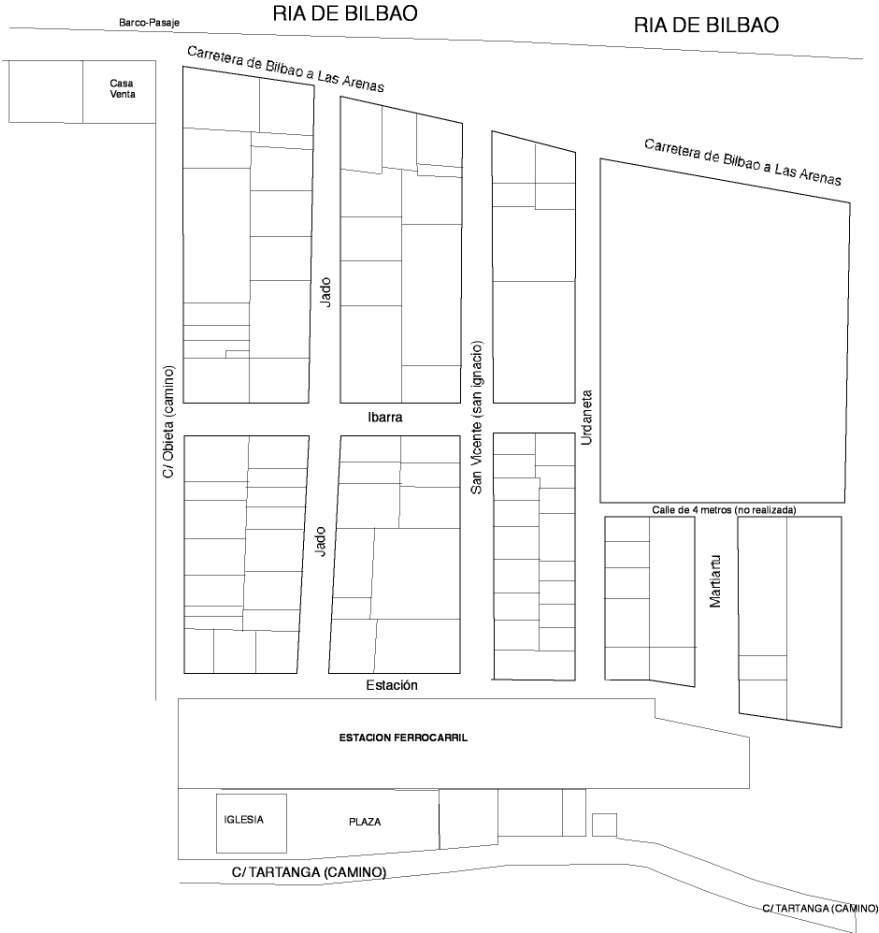 RIA DE BILBAO
Barco-Pasaje
RIA DE BILBAO
Carretera de Bilbao a Las Arenas
Casa
Venta
Carretera de Bilbao a Las Arenas
Jado
C/ Obieta (camino)
San Vicente (san ignacio)
Urdaneta
Ibarra
Calle de 4 metros (no realizada)
Jado
Martiartu
Estación
ESTACION FERROCARRIL
IGLESIA
PLAZA
C/ TARTANGA (CAMINO)
C/ TARTANGA (CAMINO)